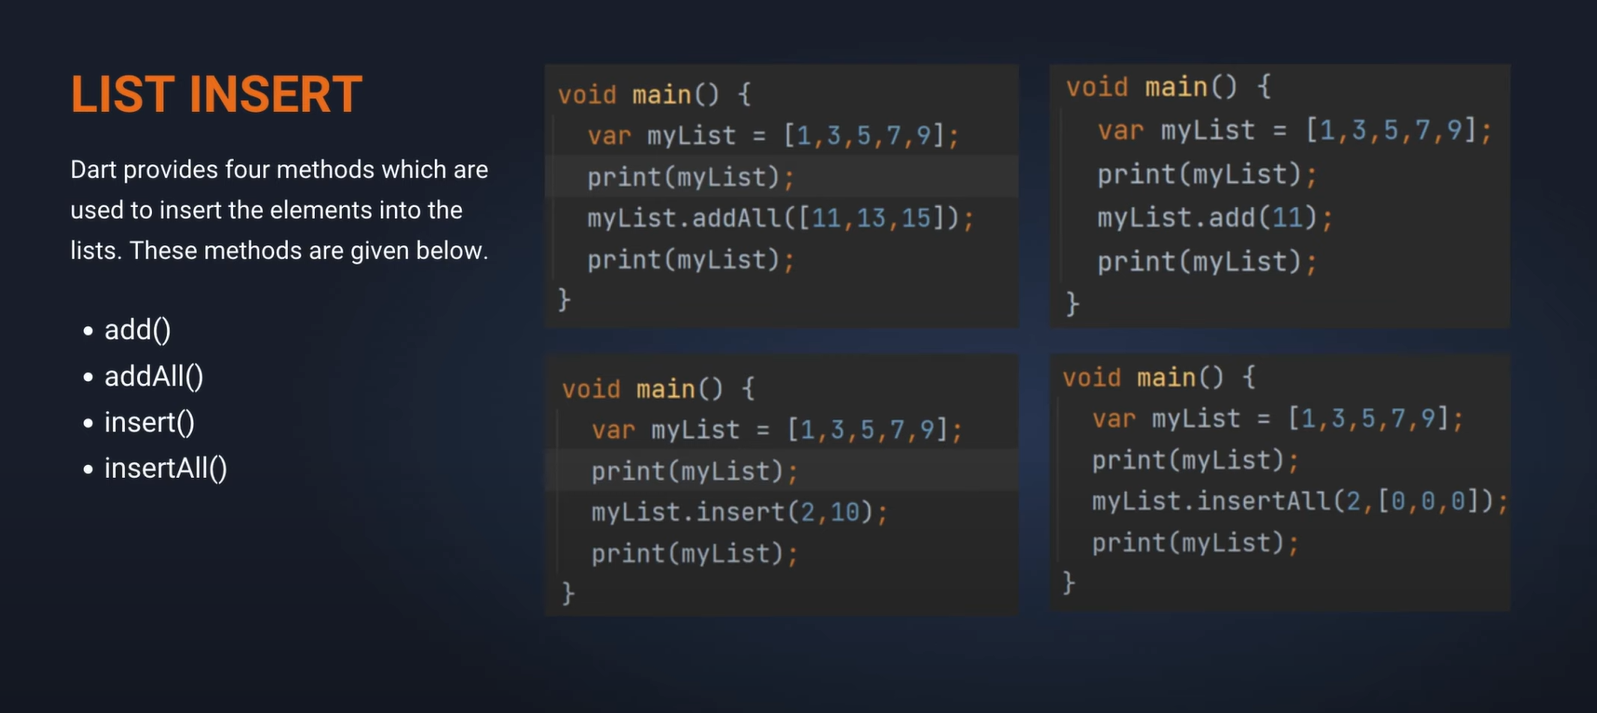 LIST INSERT
Dart provides four methods which are
used to insert the elements into the
lists. These methods are given below.
• add()
• addAll()
• insert()
• insertAll()
void main() {
var myList = [1,3,5,7,9];
print(myList);
myList.addAll([11,13,15]);
print(myList);
}
void main() {
var myList = [1,3,5,7,9];
print(myList);
myList.add(11);
print(myList);
}
void main() {
var myList = [1,3,5,7,9];
print(myList);
myList.insert(2,10);
print(myList);
}
void main() {
var myList = [1,3,5,7,9];
print(myList);
myList.insertAll(2,[0,0,0]);
print(myList);
}